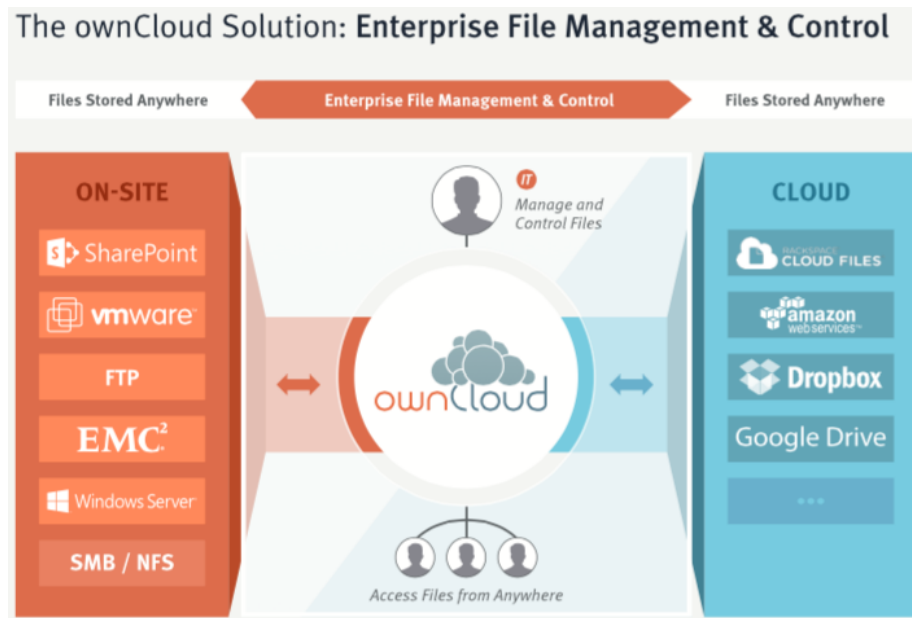 The ownCloud Solution: Enterprise File Management & Control
Files Stored Anywhere
Enterprise File Management & Control
Files Stored Anywhere
ON-SITE
SharePoint
vmware
FTP
EMC²
Windows Server
SMB / NFS
IT
Manage and
Control Files
ownCloud
Access Files from Anywhere
CLOUD
RACKSPACE
CLOUD FILES
amazon
webservices™
Dropbox
Google Drive
...